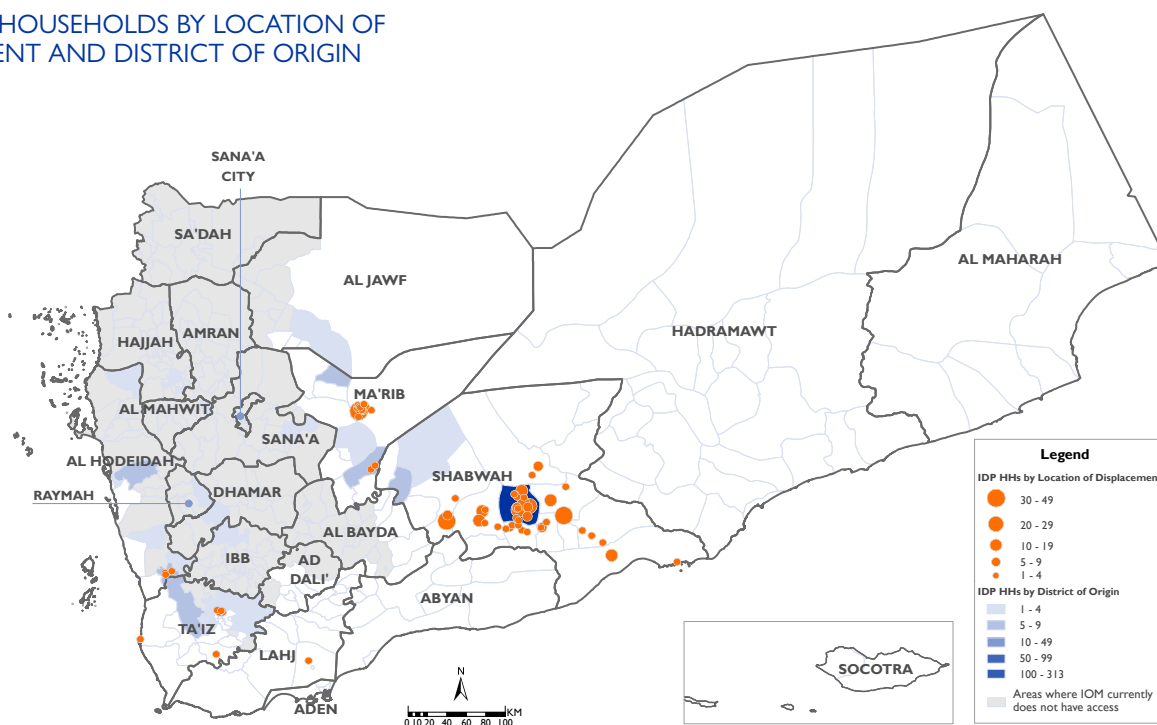 HOUSEHOLDS BY LOCATION OF
ENT AND DISTRICT OF ORIGIN
SANA'A
CITY
SA'DAH
AL JAWF
AL MAHARAH
HADRAMAWT
HAJJAH
AMRAN
MA'RIB
AL MAHWIT
SANA'A
AL HODEIDAH
SHABWAH
RAYMAH
DHAMAR
AL BAYDA
IBB
AD
DALI'
ABYAN
TA'IZ
LAHJ
ADEN
SOCOTRA
N
KM
0 10 20 40 60 80 100
Legend
IDP HHs by Location of Displacemen
30 - 49
20 - 29
10 - 19
5 - 9
1 - 4
IDP HHs by District of Origin
1 - 4
5 - 9
10 - 49
50 - 99
100 - 313
Areas where IOM currently
does not have access